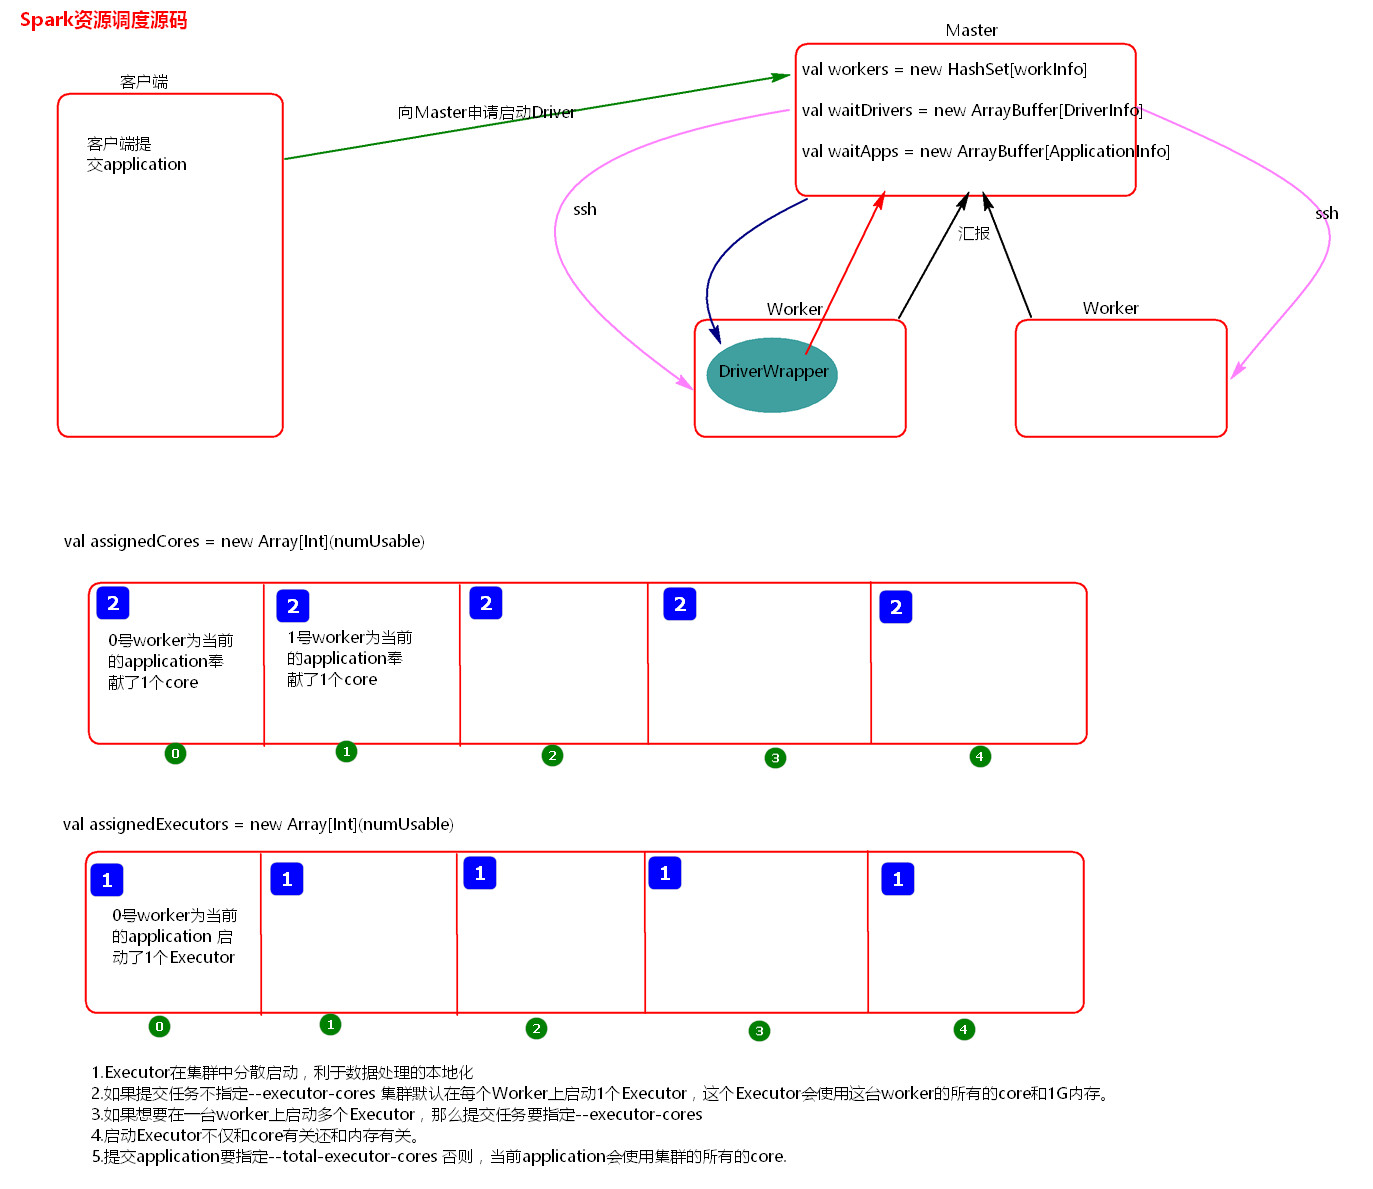 Spark资源调度源码
客户端
客户端提
交application
向Master申请启动Driver
Master
val workers = new HashSet[workInfo]
val waitDrivers = new ArrayBuffer[DriverInfo]
val waitApps = new ArrayBuffer[ApplicationInfo]
ssh
ssh
汇报
Worker
Worker
DriverWrapper
val assignedCores = new Array[Int](numUsable)
2
2
2
2
2
0号worker为当前
的application奉
献了1个core
1号worker为当前
的application奉
献了1个core
0
1
2
3
4
val assignedExecutors = new Array[Int](numUsable)
1
1
1
1
1
0号worker为当前
的application 启
动了1个Executor
0
1
2
3
4
1.Executor在集群中分散启动，利于数据处理的本地化
2.如果提交任务不指定--executor-cores 集群默认在每个Worker上启动1个Executor，这个Executor会使用这台worker的所有的core和1G内存。
3.如果想要在一台worker上启动多个Executor，那么提交任务要指定--executor-cores
4.启动Executor不仅和core有关还和内存有关。
5.提交application要指定--total-executor-cores 否则，当前application会使用集群的所有的core.